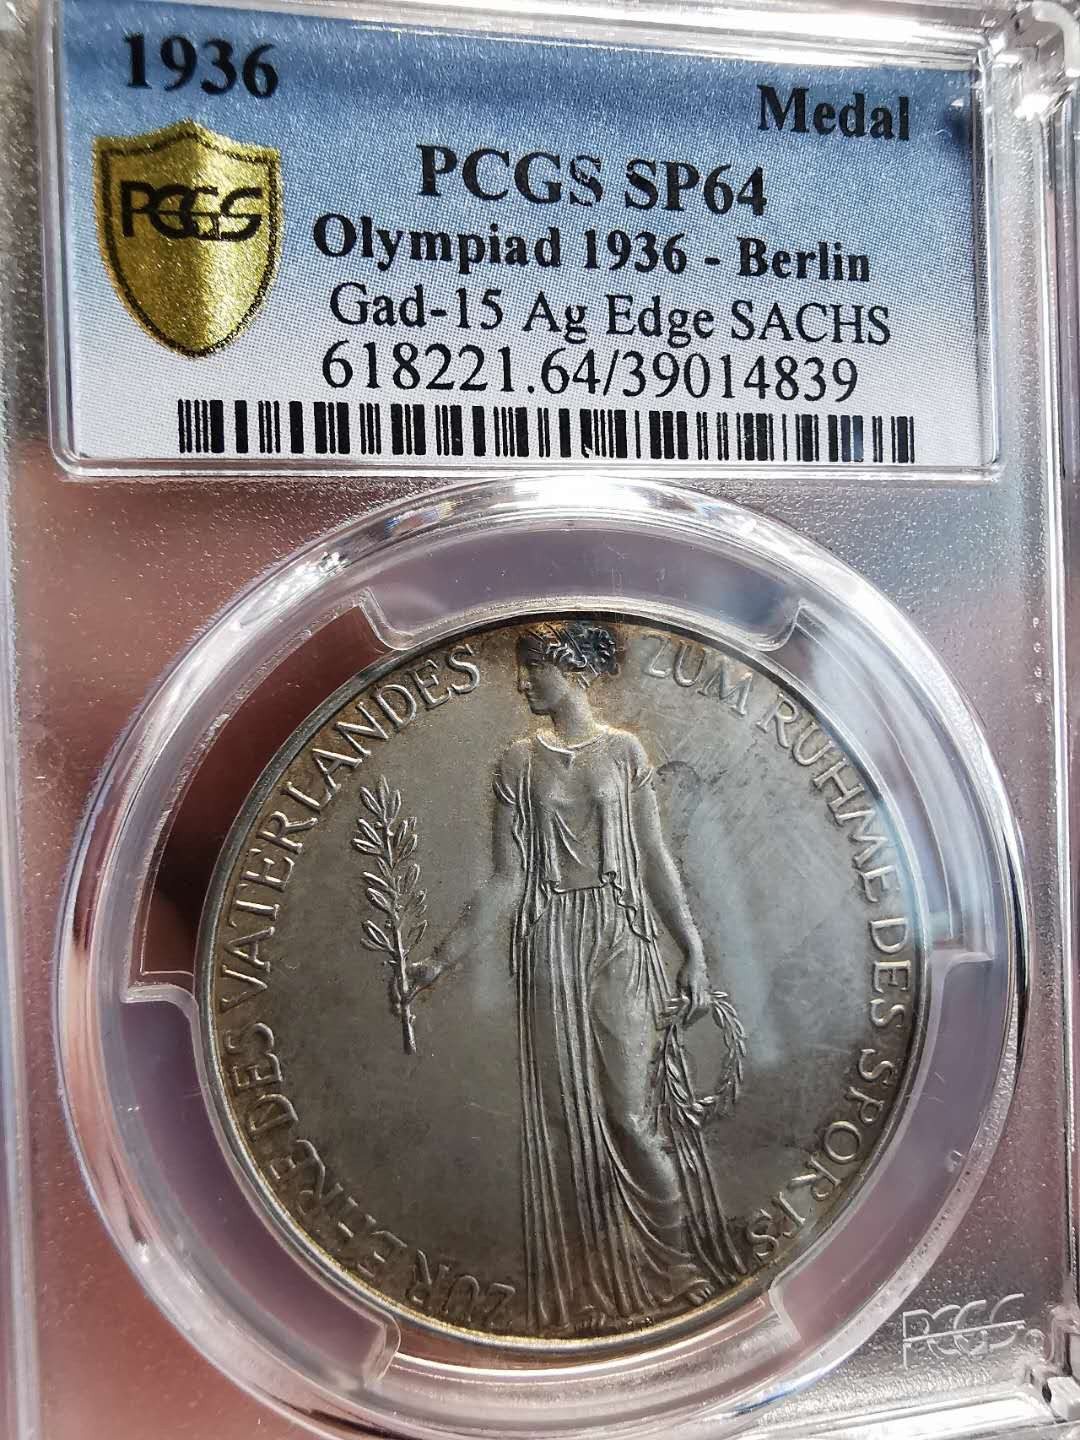 1936
Medal
PCGS
PCGS SP64
Olympiad 1936 - Berlin
Gad-15 Ag Edge SACHS
618221.64/39014839
ZUR EHRE DES VATERLANDES
ZUM RUHME DES SPORTS
PCGS